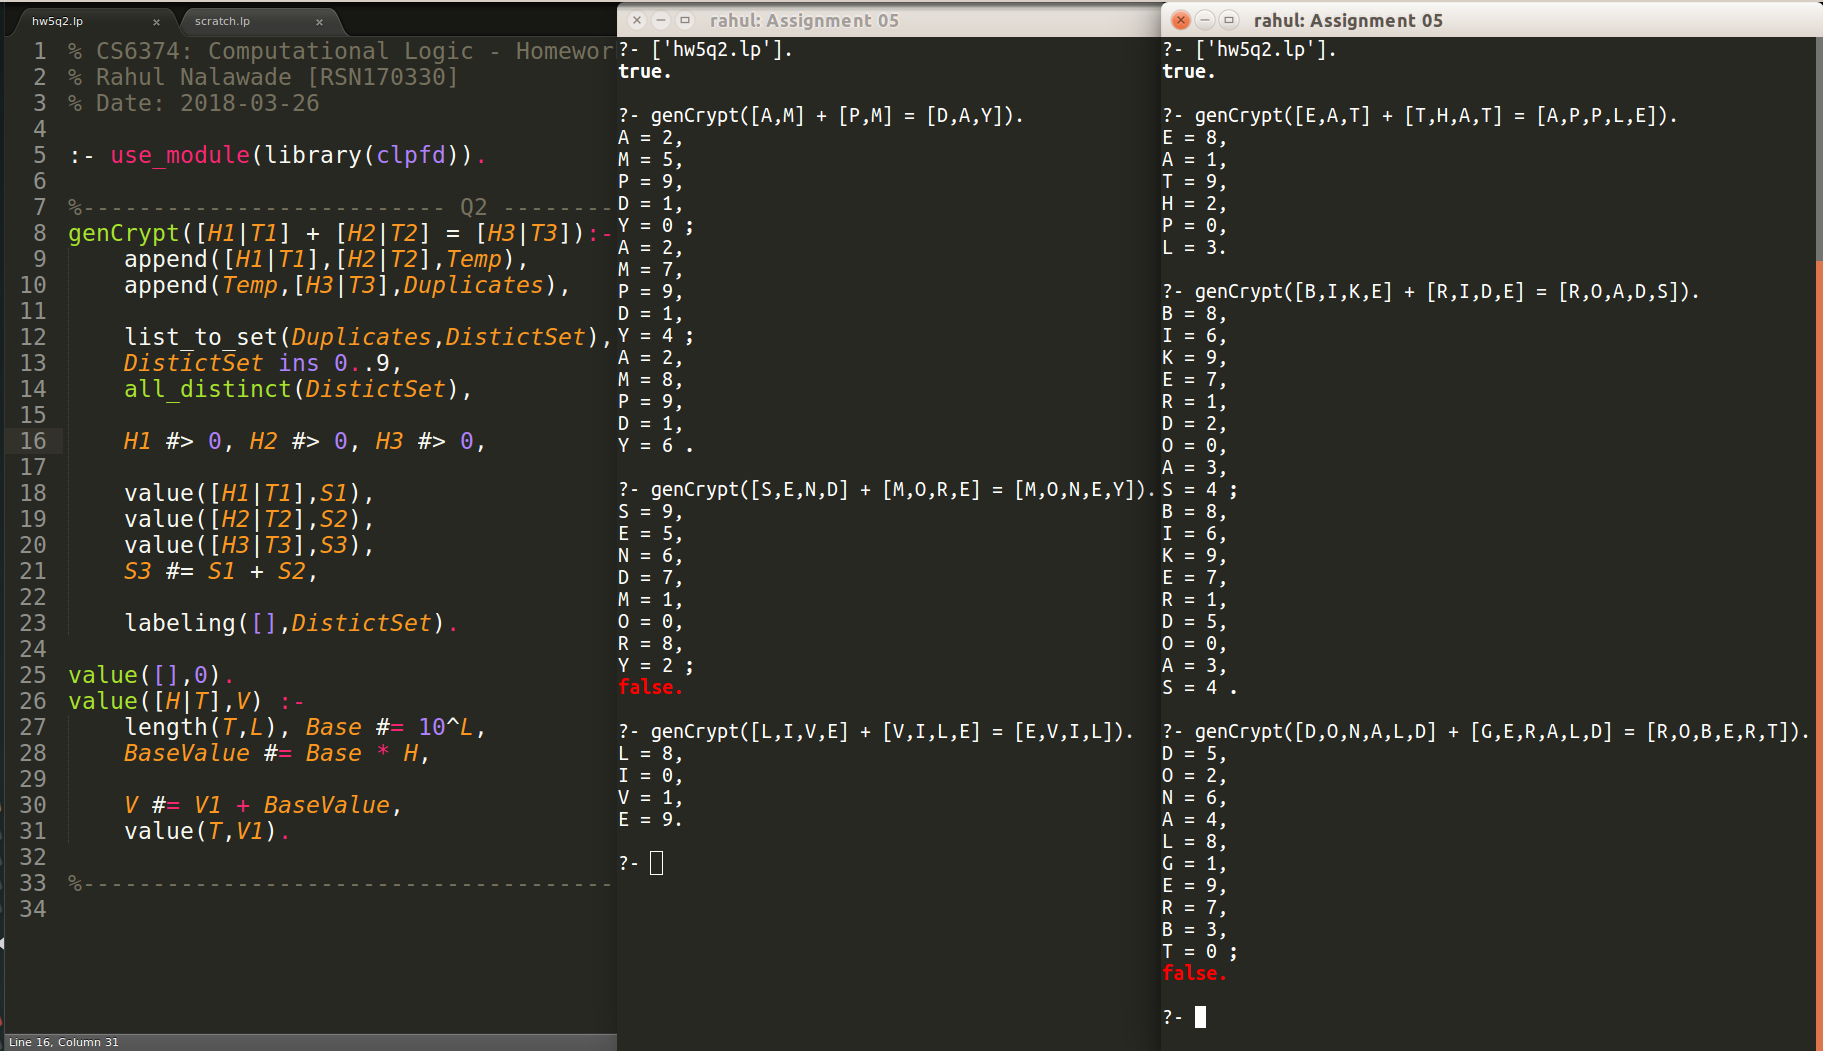 hw5q2.lp
scratch.lp
1 % CS6374: Computational Logic - Homewor
2 % Rahul Nalawade [RSN170330]
3 % Date: 2018-03-26
4
5 :- use_module(library(clpfd)).
6
7 %-------------------------- Q2 --------
8 genCrypt([H1|T1] + [H2|T2] = [H3|T3]):-
9 append([H1|T1],[H2|T2],Temp),
10 append(Temp,[H3|T3],Duplicates),
11
12 list_to_set(Duplicates,DistictSet),
13 DistictSet ins 0..9,
14 all_distinct(DistictSet),
15
16 H1 #> 0, H2 #> 0, H3 #> 0,
17
18 value([H1|T1],S1),
19 value([H2|T2],S2),
20 value([H3|T3],S3),
21 S3 #= S1 + S2,
22
23 labeling([],DistictSet).
24
25 value([],0).
26 value([H|T],V) :-
27 length(T,L), Base #= 10^L,
28 BaseValue #= Base * H,
29
30 V #= V1 + BaseValue,
31 value(T,V1).
32
33 %--------------------------------------
34
Line 16, Column 31
rahul: Assignment 05
?- ['hw5q2.lp'].
true.
?- genCrypt([A,M] + [P,M] = [D,A,Y]).
A = 2,
M = 5,
P = 9,
D = 1,
Y = 0 ;
A = 2,
M = 7,
P = 9,
D = 1,
Y = 4 ;
A = 2,
M = 8,
P = 9,
D = 1,
Y = 6 .
?- genCrypt([S,E,N,D] + [M,O,R,E] = [M,O,N,E,Y]).
S = 9,
E = 5,
N = 6,
D = 7,
M = 1,
O = 0,
R = 8,
Y = 2 ;
false.
?- genCrypt([L,I,V,E] + [V,I,L,E] = [E,V,I,L]).
L = 8,
I = 0,
V = 1,
E = 9.
?-
rahul: Assignment 05
?- ['hw5q2.lp'].
true.
?- genCrypt([E,A,T] + [T,H,A,T] = [A,P,P,L,E]).
E = 8,
A = 1,
T = 9,
H = 2,
P = 0,
L = 3.
?- genCrypt([B,I,K,E] + [R,I,D,E] = [R,O,A,D,S]).
B = 8,
I = 6,
K = 9,
E = 7,
R = 1,
D = 2,
O = 0,
A = 3,
S = 4 ;
B = 8,
I = 6,
K = 9,
E = 7,
R = 1,
D = 5,
O = 0,
A = 3,
S = 4 .
?- genCrypt([D,O,N,A,L,D] + [G,E,R,A,L,D] = [R,O,B,E,R,T]).
D = 5,
O = 2,
N = 6,
A = 4,
L = 8,
G = 1,
E = 9,
R = 7,
B = 3,
T = 0 ;
false.
?-